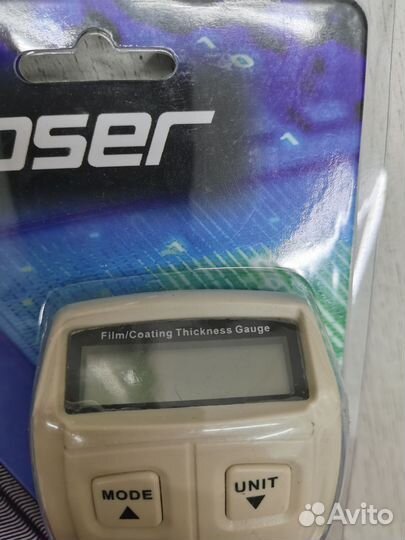 oser
Film/Coating Thickness Gauge
MODE
▲
UNIT
▼
Avito